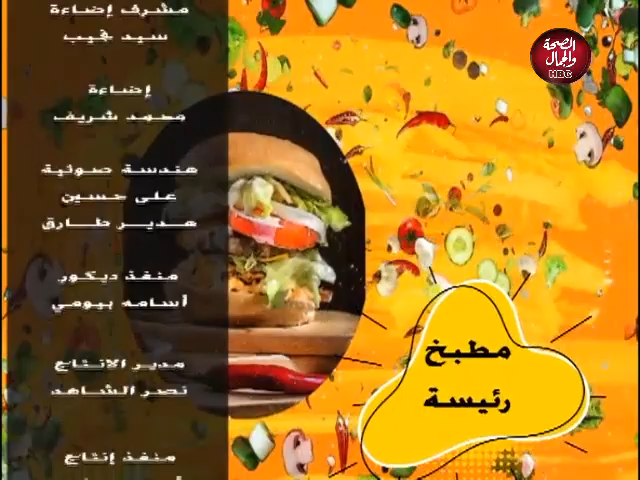 مشرف إضاءة
سيد نجيب
إضاءة
محمد شريف
هندسة صوتية
على حسين
هدير طارق
منفذ ديكور
أسامه بيومي
مدير الانتاج
نصر الشاهد
منفذ إنتاج
الصحة
والجمال
HBC
مطبخ
رئيسة